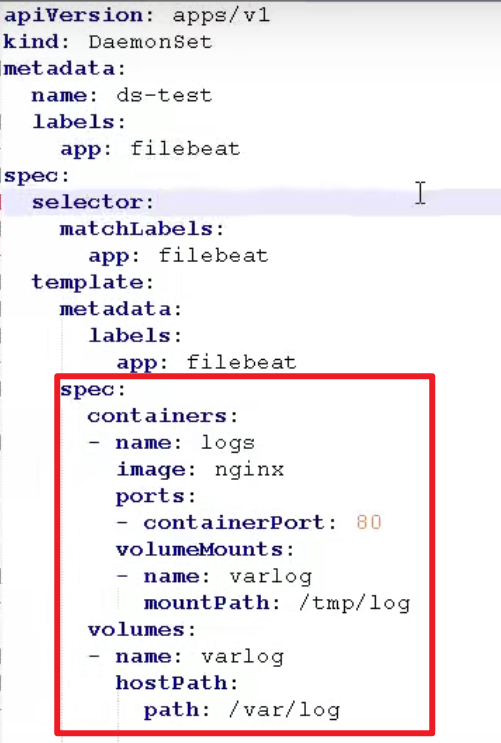 apiVersion: apps/v1
kind: DaemonSet
metadata:
  name: ds-test
  labels:
    app: filebeat
spec:
  selector:
    matchLabels:
      app: filebeat
  template:
    metadata:
      labels:
        app: filebeat
    spec:
      containers:
      - name: logs
        image: nginx
        ports:
        - containerPort: 80
        volumeMounts:
        - name: varlog
          mountPath: /tmp/log
      volumes:
      - name: varlog
        hostPath:
          path: /var/log